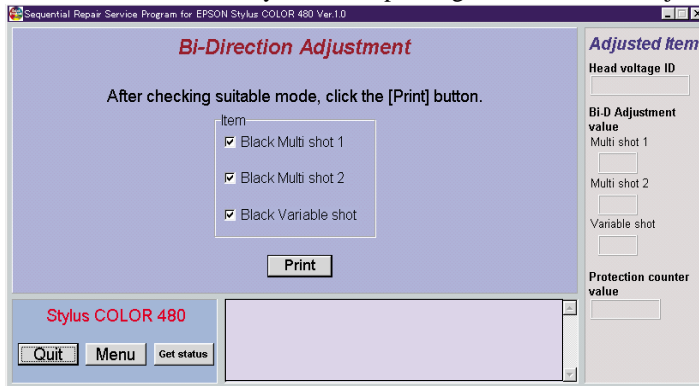 Sequential Repair Service Program for EPSON Stylus COLOR 480 Ver.1.0
Bi-Direction Adjustment
After checking suitable mode, click the [Print] button.
Item
Black Multi shot 1
Black Multi shot 2
Black Variable shot
Print
Stylus COLOR 480
Quit
Menu
Get status
Adjusted Item
Head voltage ID
Bi-D Adjustment
value
Multi shot 1
Multi shot 2
Variable shot
Protection counter
value